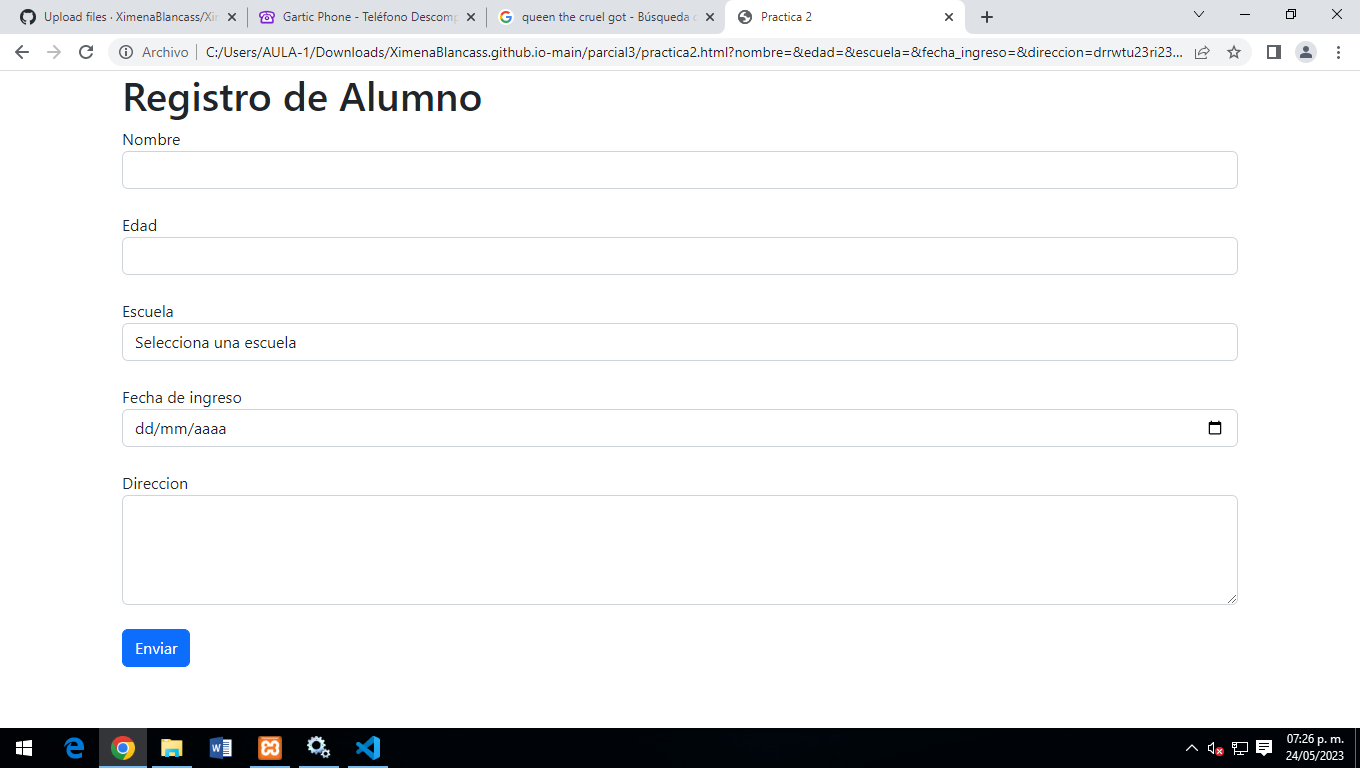 Upload files · XimenaBlancass/Xi
Gartic Phone - Teléfono Descomp
queen the cruel got - Búsqueda
Practica 2
Archivo
C:/Users/AULA-1/Downloads/XimenaBlancass.github.io-main/parcial3/practica2.html?nombre=&edad=&escuela=&fecha_ingreso=&direccion=drrwtu23ri23...
Registro de Alumno
Nombre
Edad
Escuela
Selecciona una escuela
Fecha de ingreso
dd/mm/aaaa
Direccion
Enviar
07:26 p. m.
24/05/2023